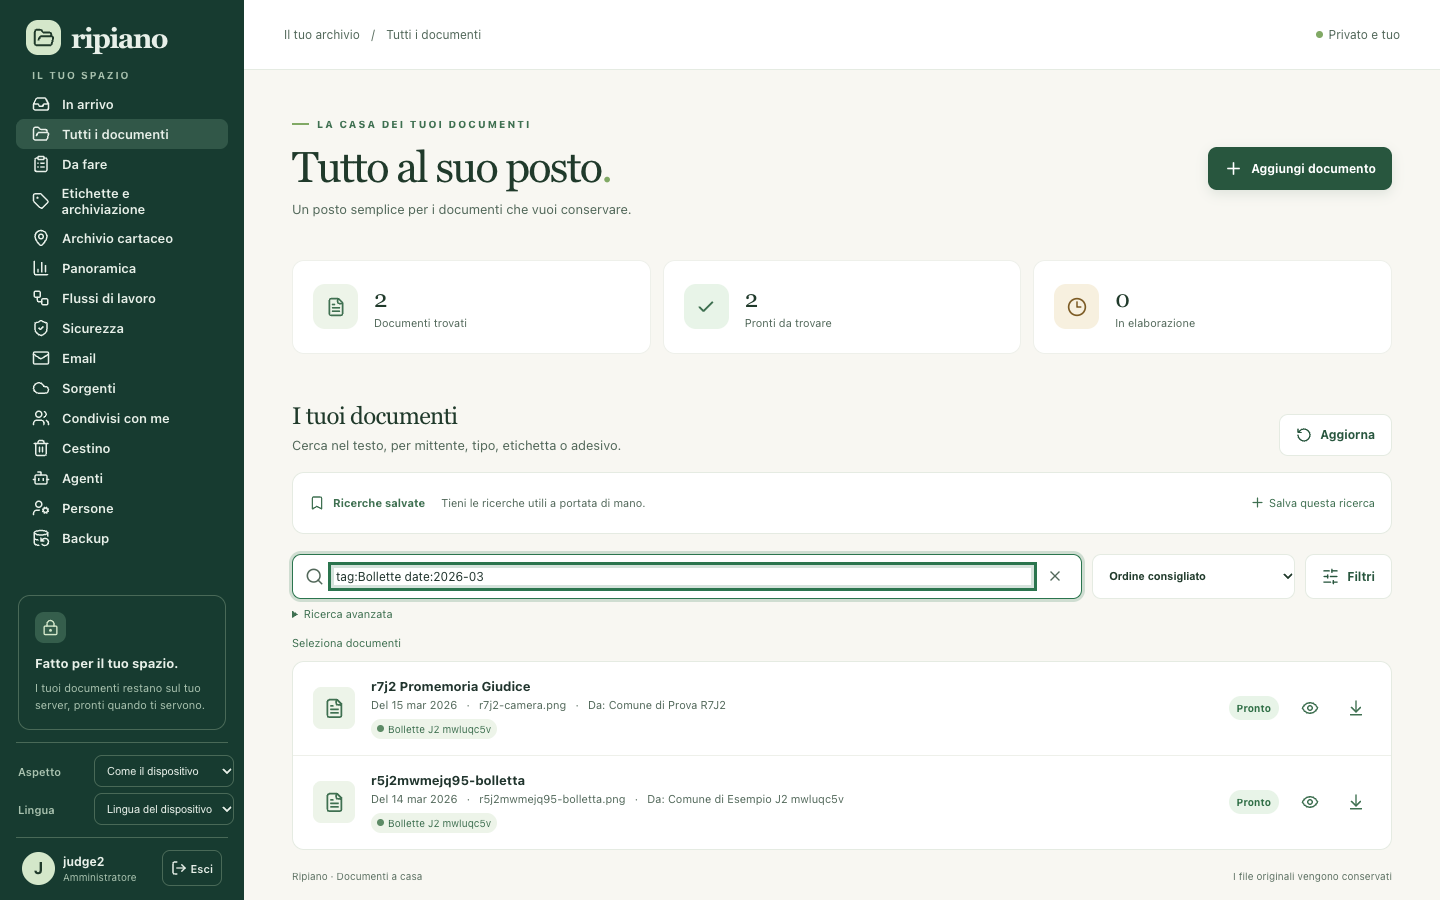 ripiano
IL TUO SPAZIO
In arrivo
Tutti i documenti
Da fare
Etichette e
archiviazione
Archivio cartaceo
Panoramica
Flussi di lavoro
Sicurezza
Email
Sorgenti
Condivisi con me
Cestino
Agenti
Persone
Backup
Fatto per il tuo spazio.
I tuoi documenti restano sul tuo
server, pronti quando ti servono.
Aspetto Come il dispositivo
Lingua Lingua del dispositivo
J judge2
Amministratore
Esci
Il tuo archivio / Tutti i documenti
Privato e tuo
LA CASA DEI TUOI DOCUMENTI
Tutto al suo posto.
Un posto semplice per i documenti che vuoi conservare.
Aggiungi documento
2
Documenti trovati
2
Pronti da trovare
0
In elaborazione
I tuoi documenti
Cerca nel testo, per mittente, tipo, etichetta o adesivo.
Aggiorna
Ricerche salvate Tieni le ricerche utili a portata di mano.
Salva questa ricerca
tag:Bollette date:2026-03
Ordine consigliato
Filtri
Ricerca avanzata
Seleziona documenti
r7j2 Promemoria Giudice
Del 15 mar 2026 · r7j2-camera.png · Da: Comune di Prova R7J2
Bollette J2 mwluqc5v
Pronto
r5j2mwmejq95-bolletta
Del 14 mar 2026 · r5j2mwmejq95-bolletta.png · Da: Comune di Esempio J2 mwluqc5v
Bollette J2 mwluqc5v
Pronto
Ripiano · Documenti a casa
I file originali vengono conservati